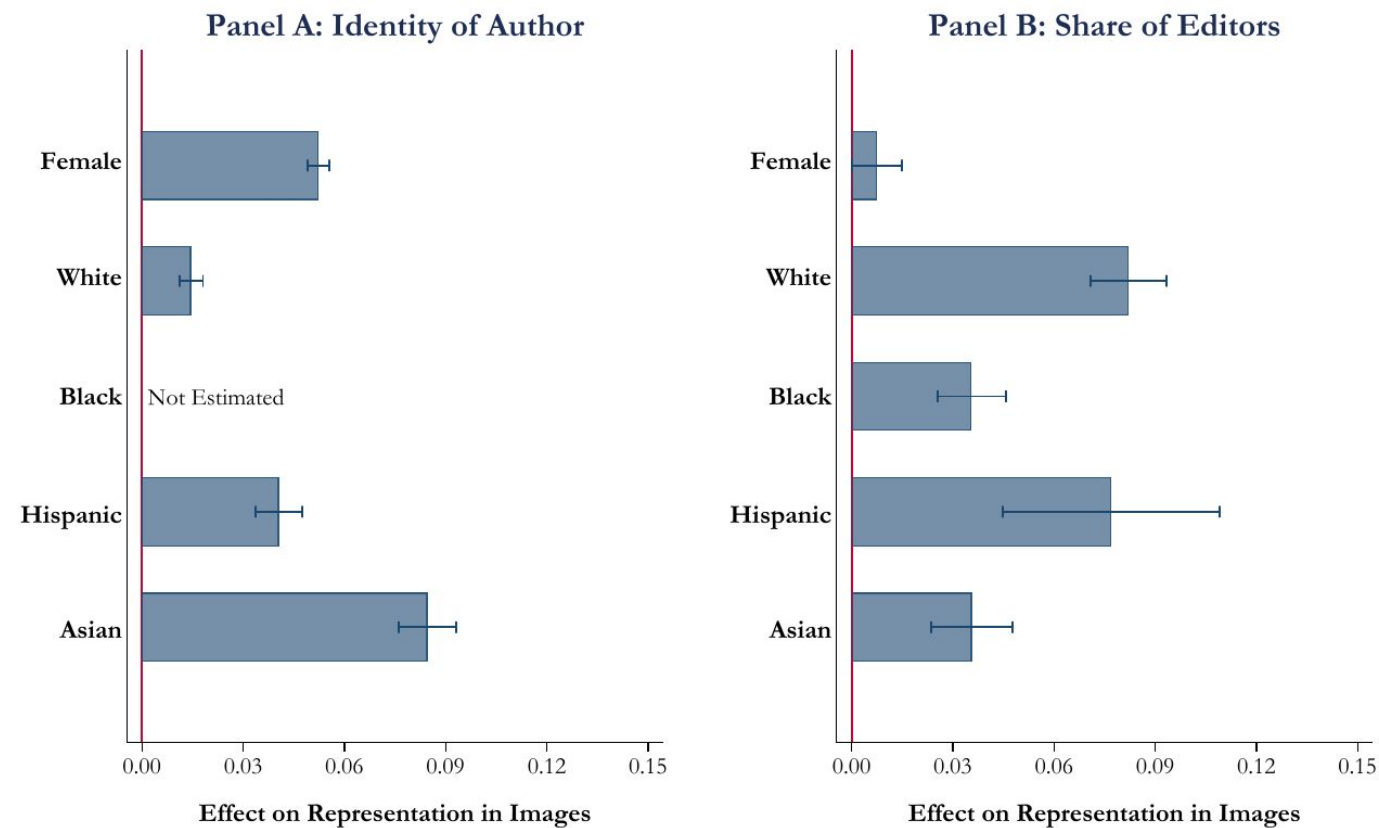 Panel A: Identity of Author
Female
White
Black Not Estimated
Hispanic
Asian
0.00 0.03 0.06 0.09 0.12 0.15
Effect on Representation in Images
Panel B: Share of Editors
Female
White
Black
Hispanic
Asian
0.00 0.03 0.06 0.09 0.12 0.15
Effect on Representation in Images